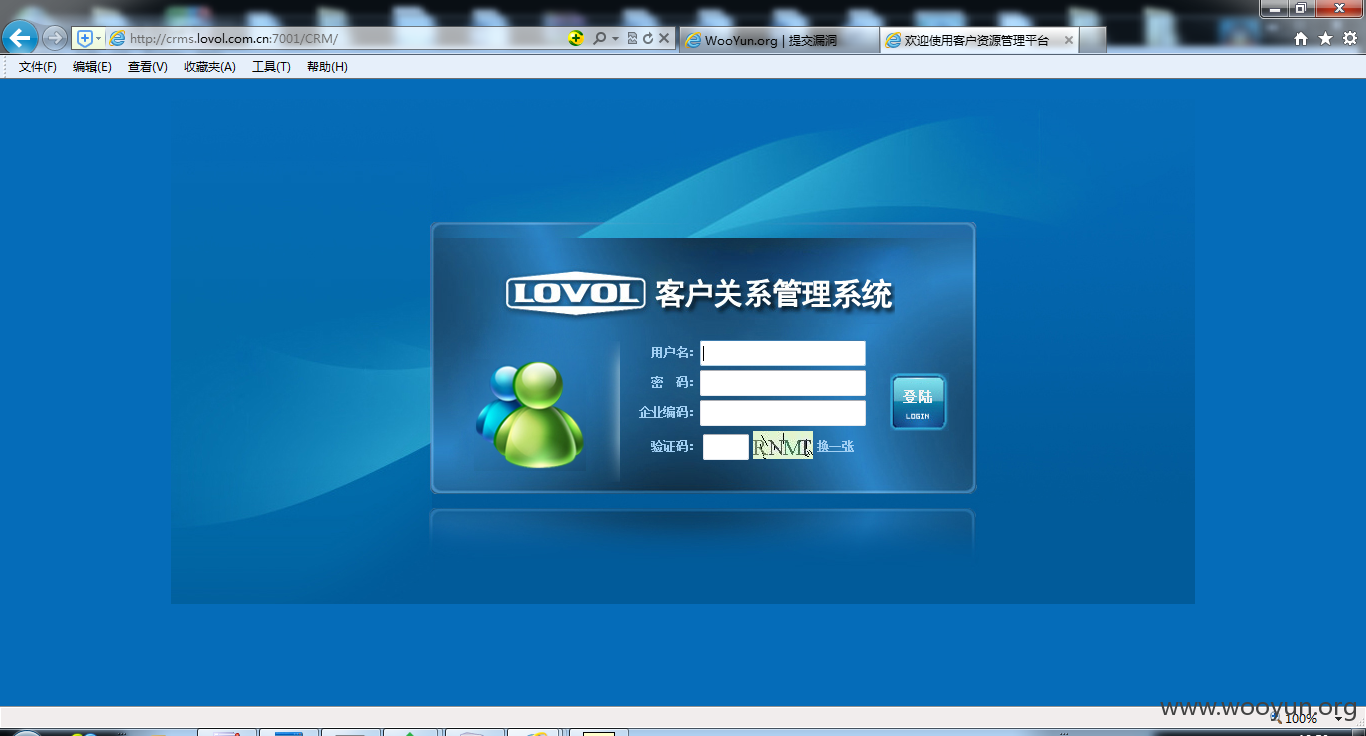 http://crms.lovol.com.cn:7001/CRM/
WooYun.org | 提交漏洞
欢迎使用客户资源管理平台
文件(F) 编辑(E) 查看(V) 收藏夹(A) 工具(T) 帮助(H)
LOVOL 客户关系管理系统
用户名:
密 码:
企业编码:
登陆
LOGIN
验证码:
换一张
www.wooyun.org
100%